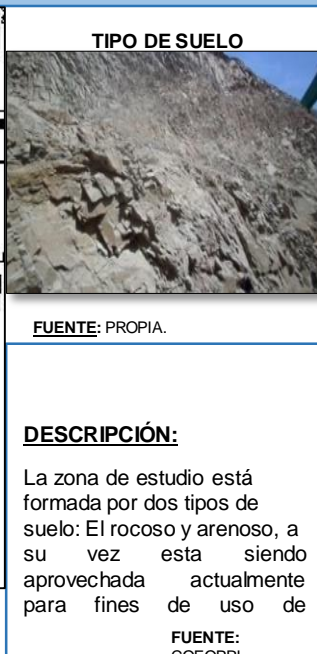 TIPO DE SUELO
FUENTE: PROPIA.
DESCRIPCIÓN:
La zona de estudio está
formada por dos tipos de
suelo: El rocoso y arenoso, a
su vez esta siendo
aprovechada actualmente
para fines de uso de
FUENTE: